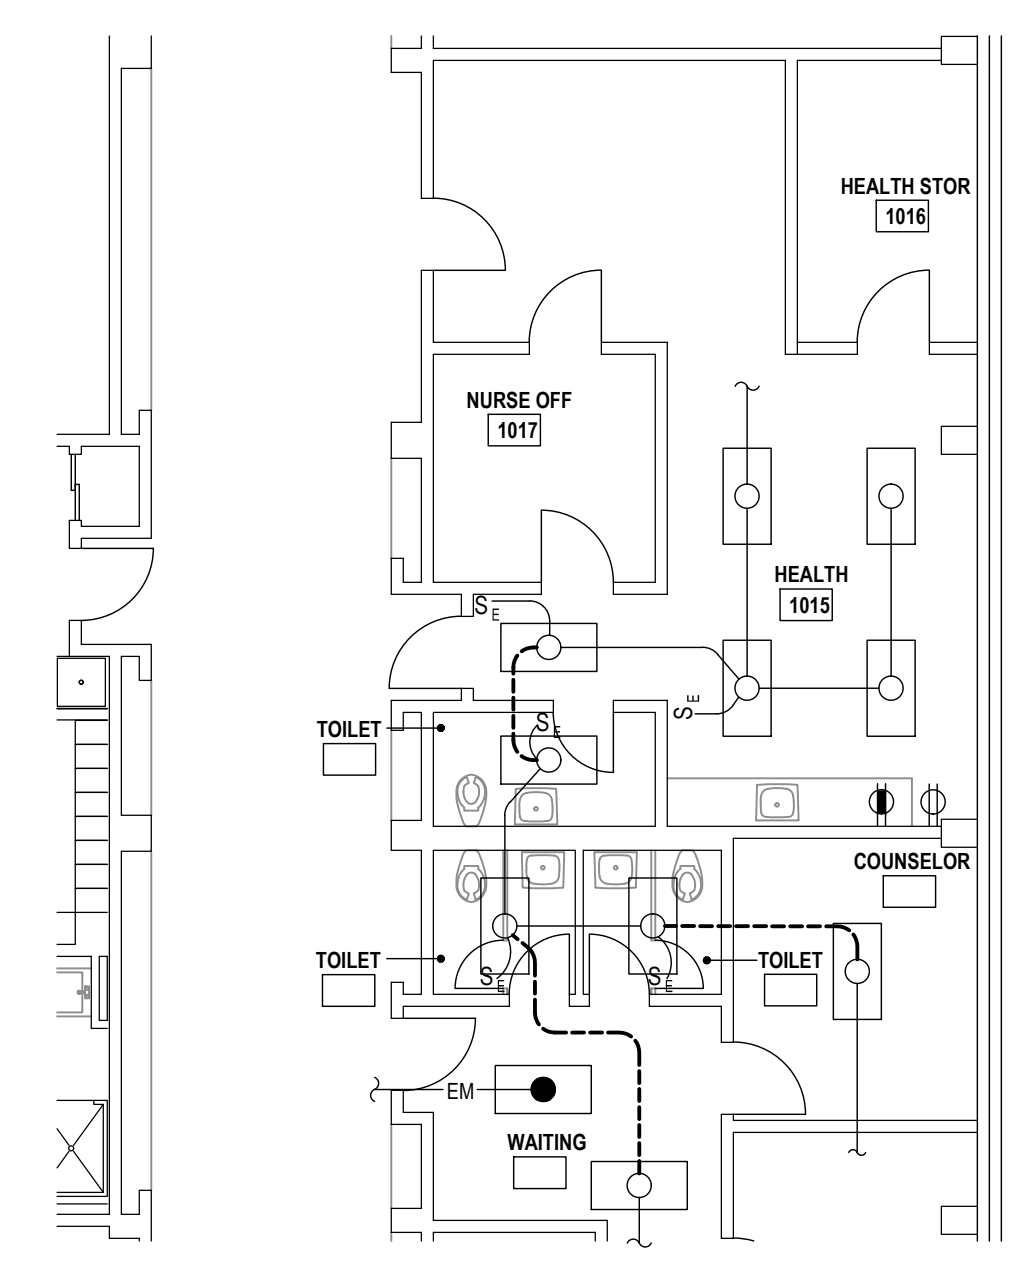 HEALTH STOR
1016
NURSE OFF
1017
HEALTH
1015
S E
S E
TOILET
S E
COUNSELOR
TOILET
TOILET
S E
S E
EM
WAITING